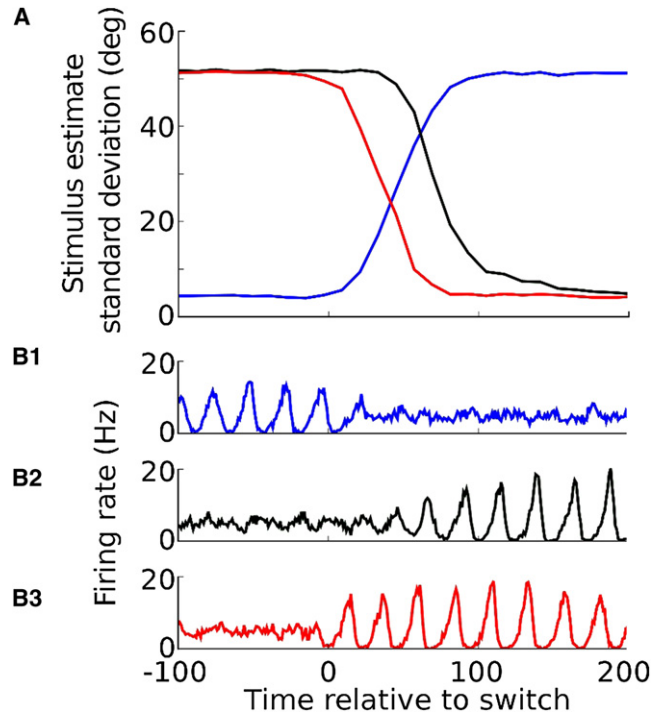 A
60
40
20
0
Stimulus estimate
standard deviation (deg)
B1
20
0
B2
20
0
B3
20
0
Firing rate (Hz)
-100 0 100 200
Time relative to switch